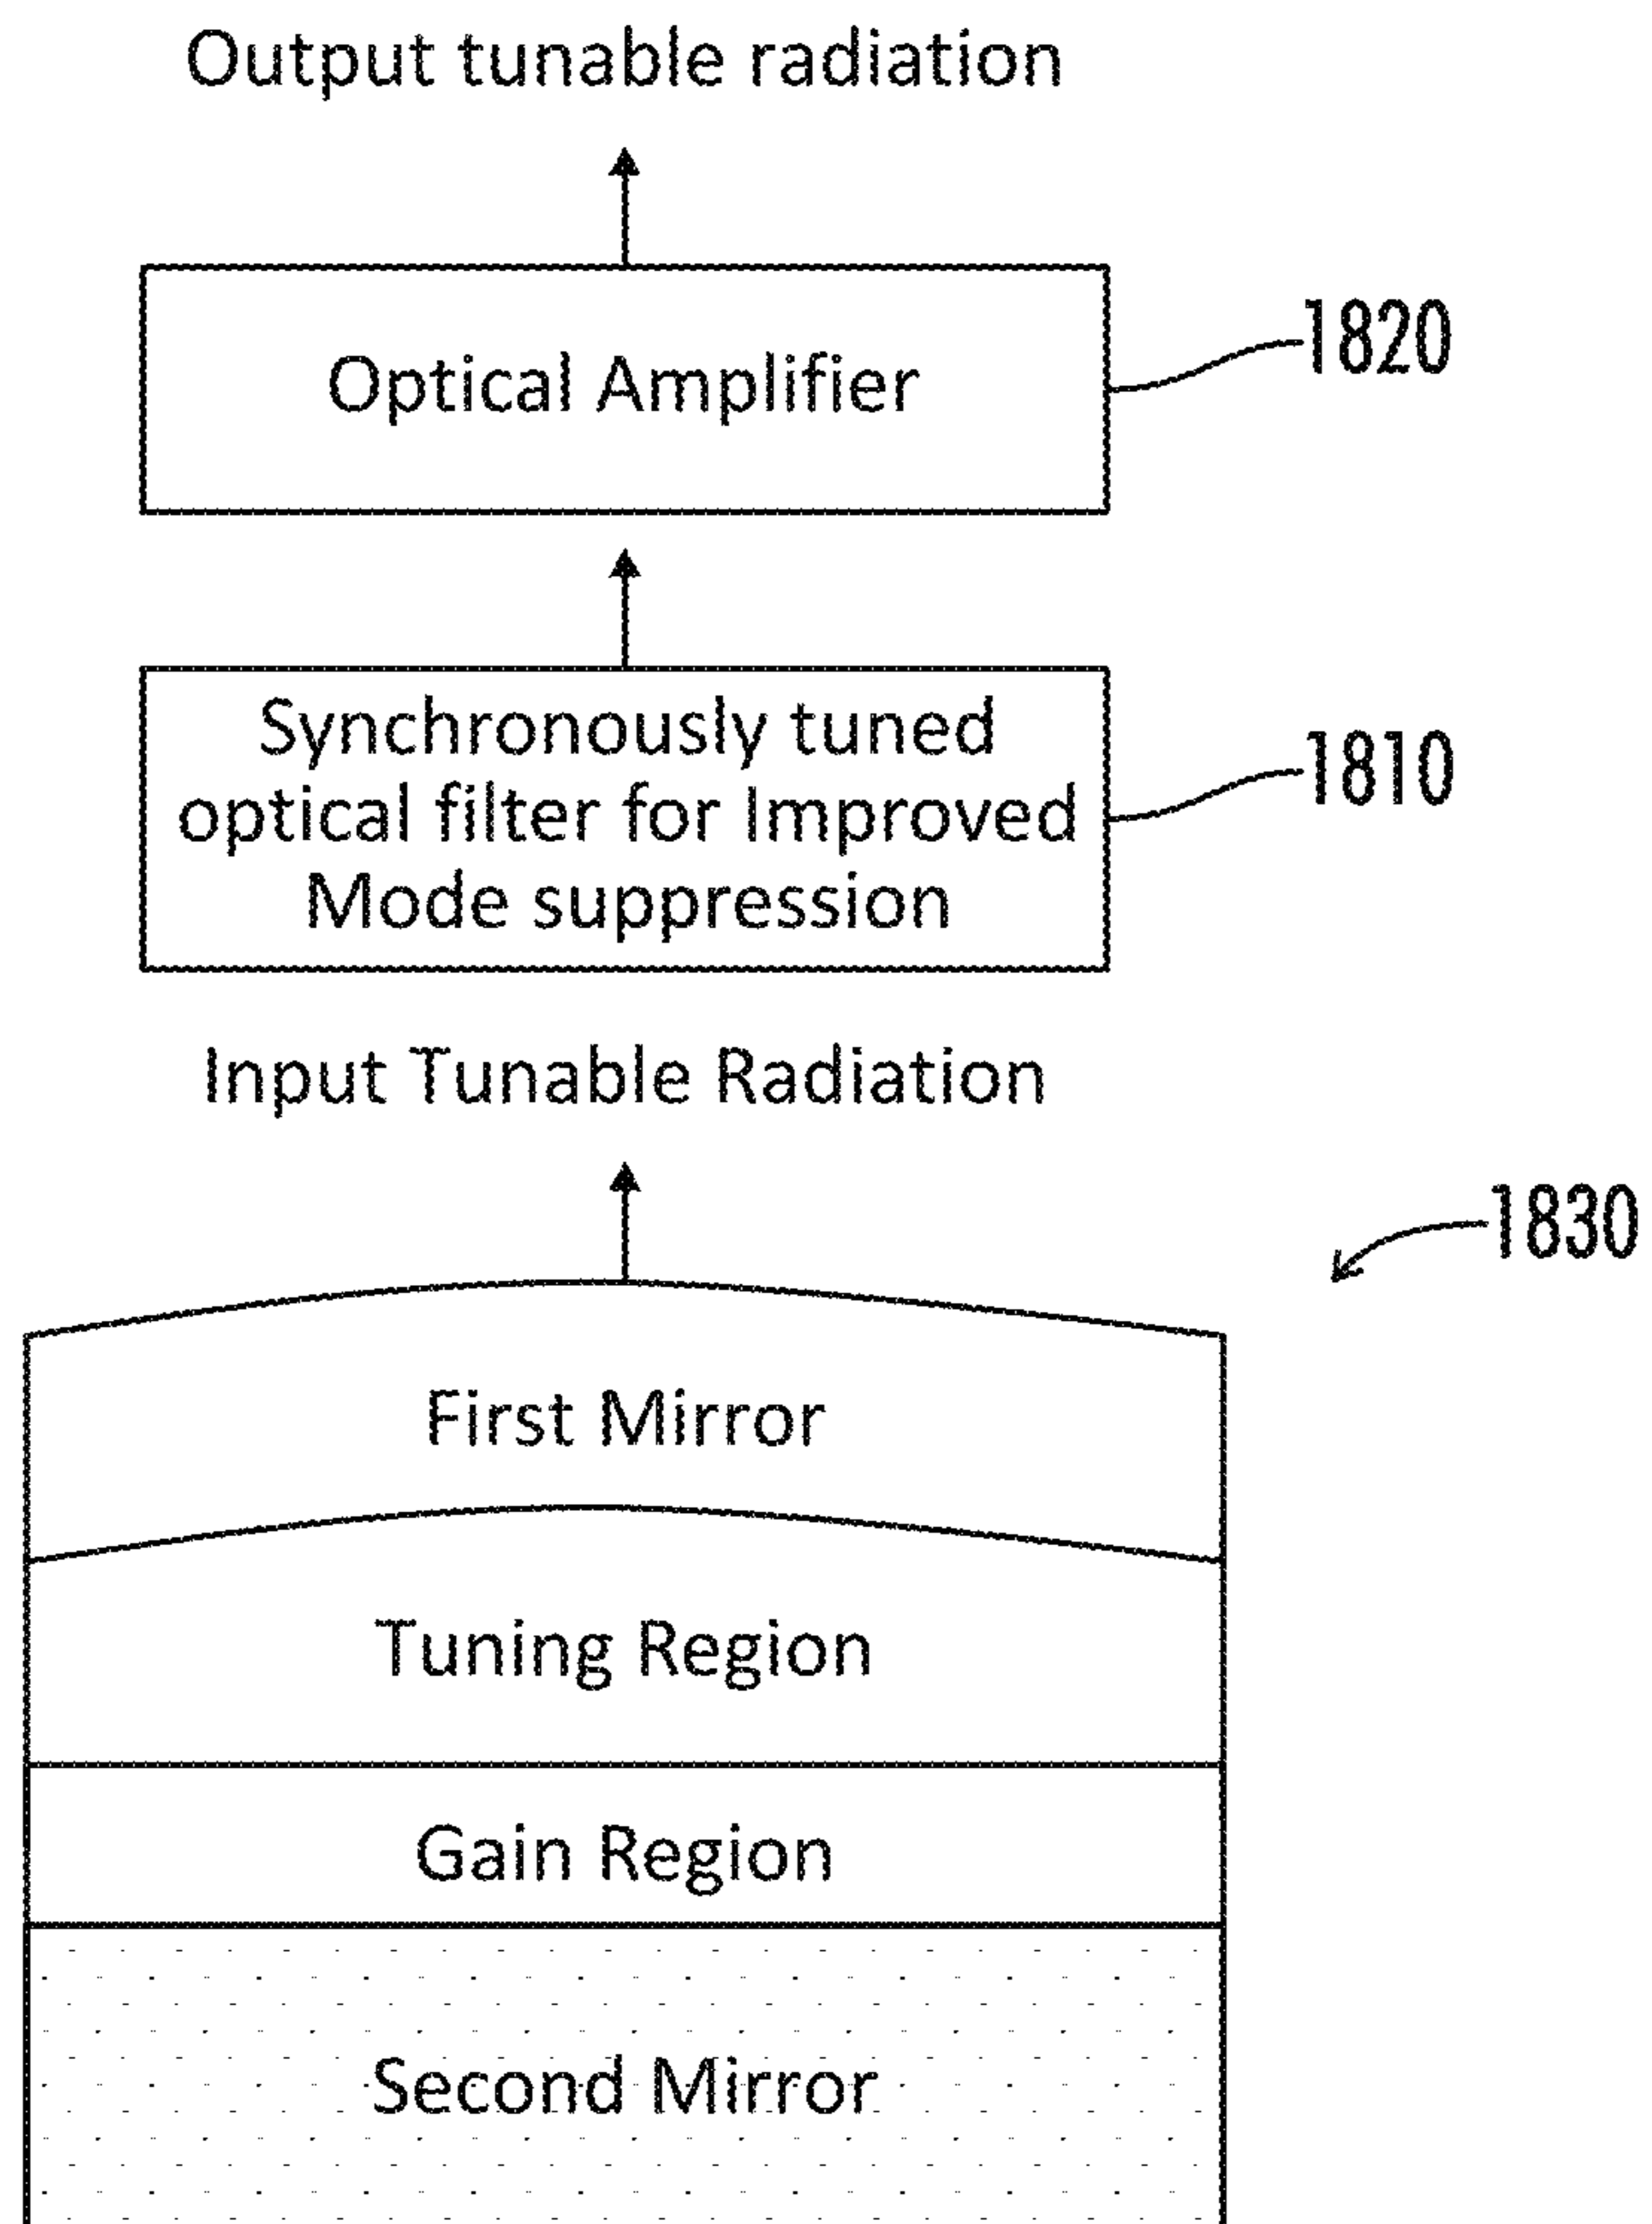 Output tunable radiation
Optical Amplifier
1820
Synchronously tuned
optical filter for Improved
Mode suppression
1810
Input Tunable Radiation
1830
First Mirror
Tuning Region
Gain Region
Second Mirror